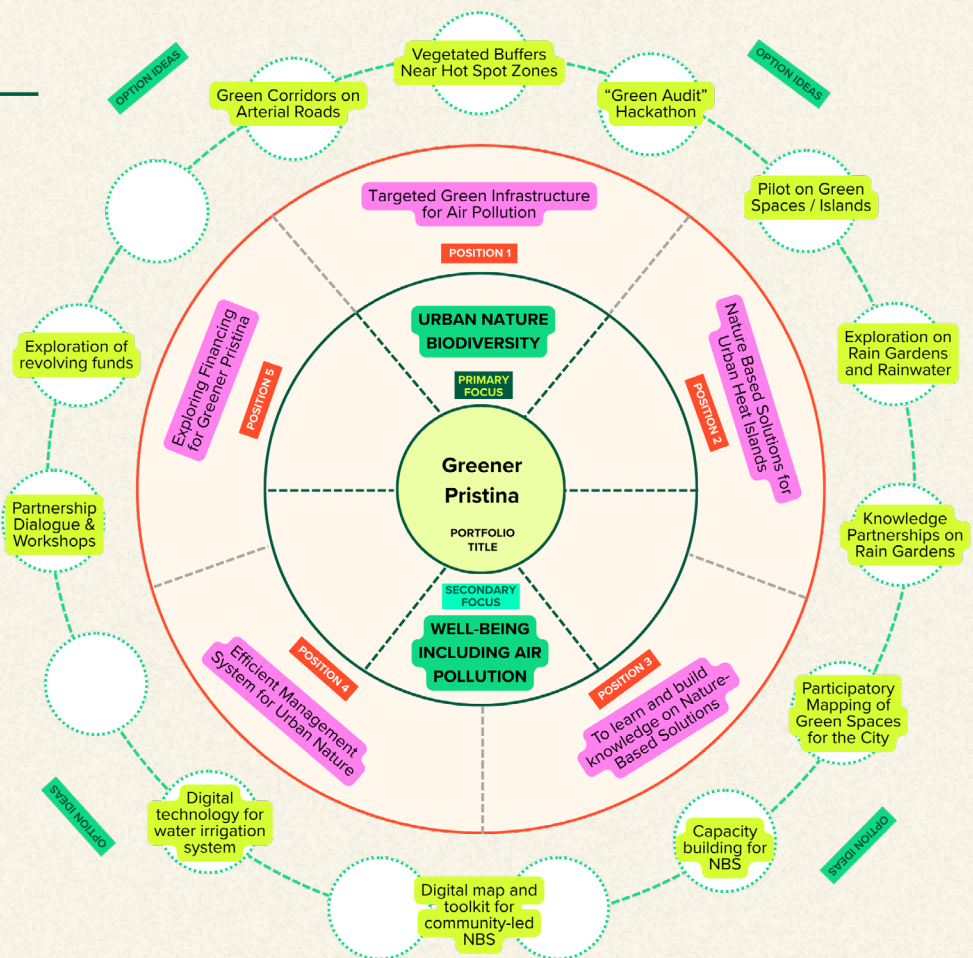 OPTION IDEAS
Vegetated Buffers
Near Hot Spot Zones
OPTION IDEAS
Green Corridors on
Arterial Roads
“Green Audit”
Hackathon
Pilot on Green
Spaces / Islands
Exploration on
Rain Gardens
and Rainwater
Knowledge
Partnerships on
Rain Gardens
Participatory
Mapping of
Green Spaces
for the City
Capacity
building for
NBS
OPTION IDEAS
Digital map and
toolkit for
community-led
NBS
Digital
technology for
water irrigation
system
OPTION IDEAS
Partnership
Dialogue &
Workshops
Exploration of
revolving funds
Targeted Green Infrastructure
for Air Pollution
POSITION 1
Nature Based Solutions for
Urban Heat Islands
POSITION 2
To learn and build
knowledge on Nature-
Based Solutions
POSITION 3
Efficient Management
System for Urban Nature
POSITION 4
Exploring Financing
for Greener Pristina
POSITION 5
URBAN NATURE
BIODIVERSITY
PRIMARY
FOCUS
Greener
Pristina
PORTFOLIO
TITLE
SECONDARY
FOCUS
WELL-BEING
INCLUDING AIR
POLLUTION